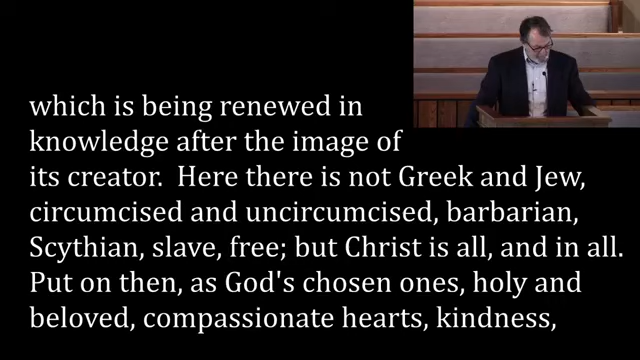 which is being renewed in
knowledge after the image of
its creator.  Here there is not Greek and Jew,
circumcised and uncircumcised, barbarian,
Scythian, slave, free; but Christ is all, and in all.
Put on then, as God's chosen ones, holy and
beloved, compassionate hearts, kindness,